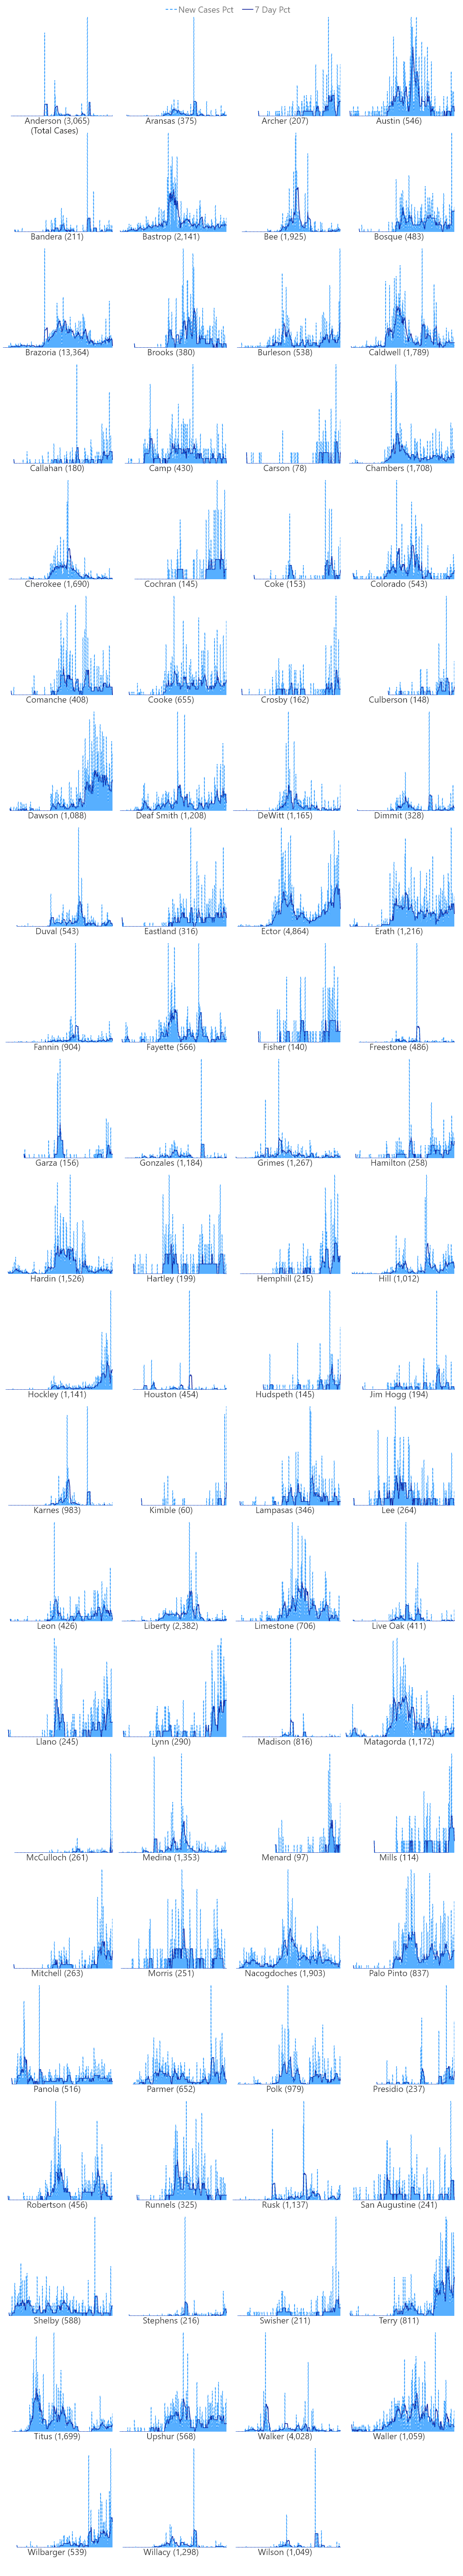 New Cases Pct 7 Day Pct
Anderson (3,065) Aransas (375) Archer (207) Austin (546)
(Total Cases)
Bandera (211) Bastrop (2,141) Bee (1,925) Bosque (483)
Brazoria (13,364) Brooks (380) Burleson (538) Caldwell (1,789)
Callahan (180) Camp (430) Carson (78) Chambers (1,708)
Cherokee (1,690) Cochran (145) Coke (153) Colorado (543)
Comanche (408) Cooke (655) Crosby (162) Culberson (148)
Dawson (1,088) Deaf Smith (1,208) DeWitt (1,165) Dimmit (328)
Duval (543) Eastland (316) Ector (4,864) Erath (1,216)
Fannin (904) Fayette (566) Fisher (140) Freestone (486)
Garza (156) Gonzales (1,184) Grimes (1,267) Hamilton (258)
Hardin (1,526) Hartley (199) Hemphill (215) Hill (1,012)
Hockley (1,141) Houston (454) Hudspeth (145) Jim Hogg (194)
Karnes (983) Kimble (60) Lampasas (346) Lee (264)
Leon (426) Liberty (2,382) Limestone (706) Live Oak (411)
Llano (245) Lynn (290) Madison (816) Matagorda (1,172)
McCulloch (261) Medina (1,353) Menard (97) Mills (114)
Mitchell (263) Morris (251) Nacogdoches (1,903) Palo Pinto (837)
Panola (516) Parmer (652) Polk (979) Presidio (237)
Robertson (456) Runnels (325) Rusk (1,137) San Augustine (241)
Shelby (588) Stephens (216) Swisher (211) Terry (811)
Titus (1,699) Upshur (568) Walker (4,028) Waller (1,059)
Wilbarger (539) Willacy (1,298) Wilson (1,049)